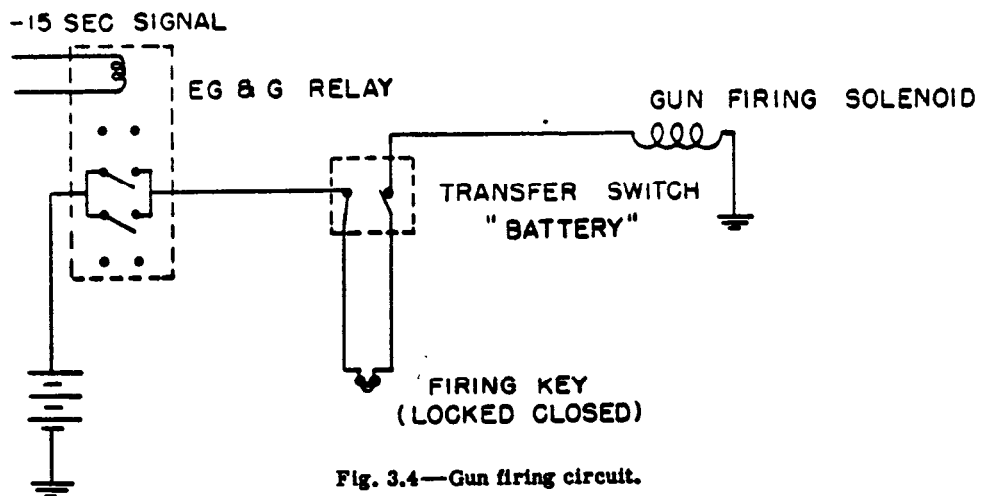 -15 SEC SIGNAL
EG & G RELAY
GUN FIRING SOLENOID
TRANSFER SWITCH
"BATTERY"
FIRING KEY
(LOCKED CLOSED)
Fig. 3.4—Gun firing circuit.